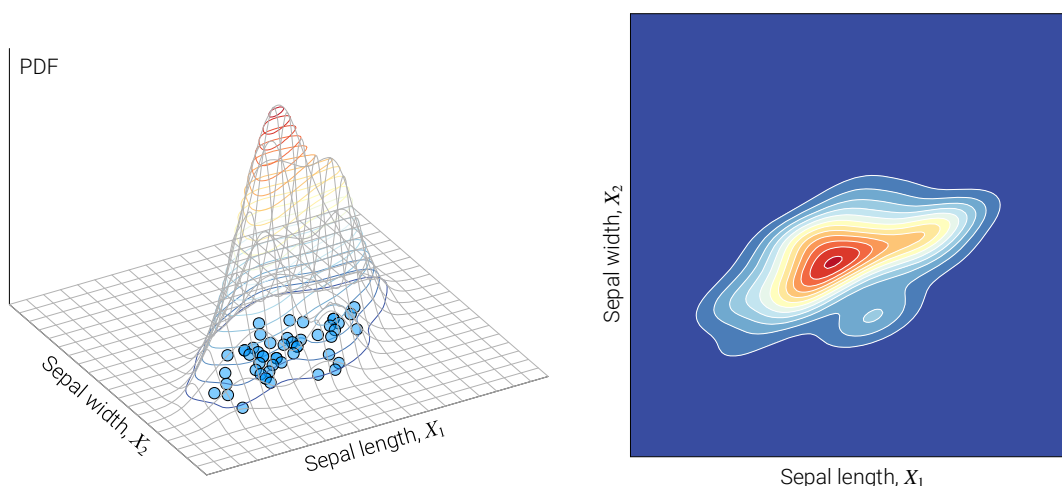 PDF
Sepal width, X₂
Sepal length, X₁
Sepal width, X₂
Sepal length, X₁